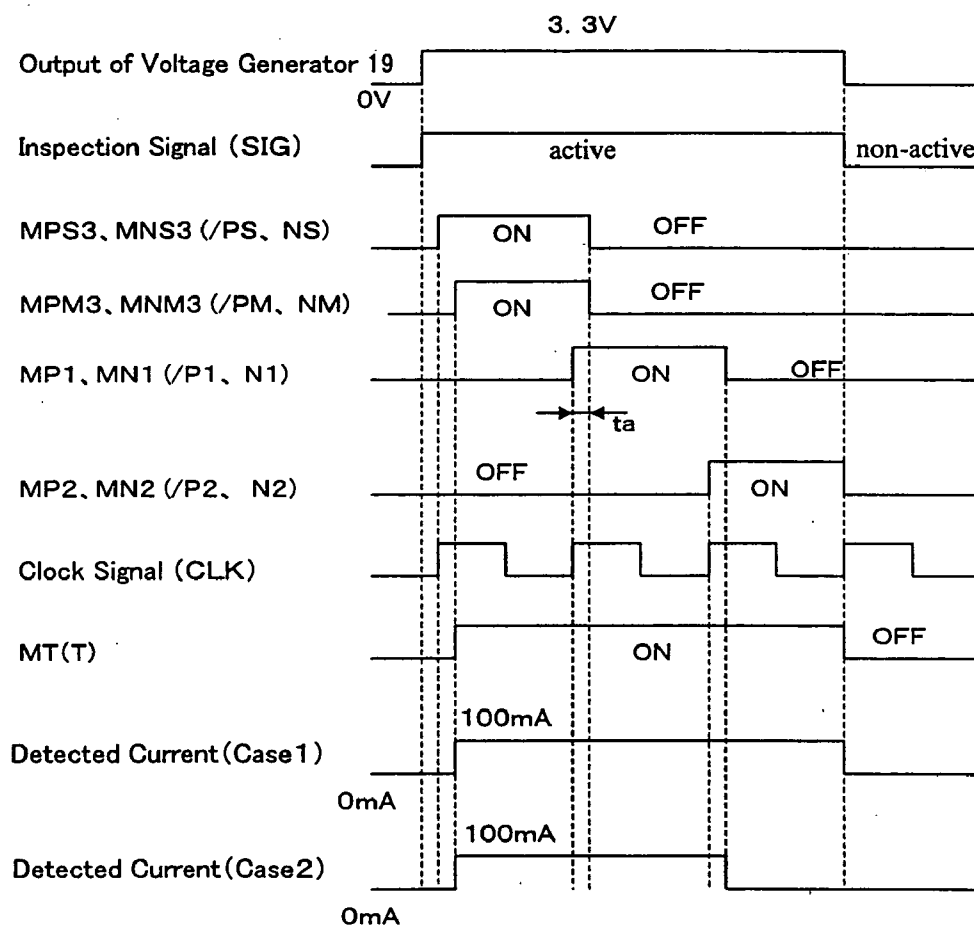 3. 3V
Output of Voltage Generator 19
0V
Inspection Signal (SIG)
active
non-active
MPS3、MNS3 (/PS、 NS)
ON
OFF
MPM3、MNM3 (/PM、 NM)
ON
OFF
MP1、MN1 (/P1、 N1)
ON
OFF
ta
MP2、MN2 (/P2、 N2)
OFF
ON
Clock Signal (CLK)
MT(T)
ON
OFF
100mA
Detected Current(Case1)
0mA
100mA
Detected Current(Case2)
0mA